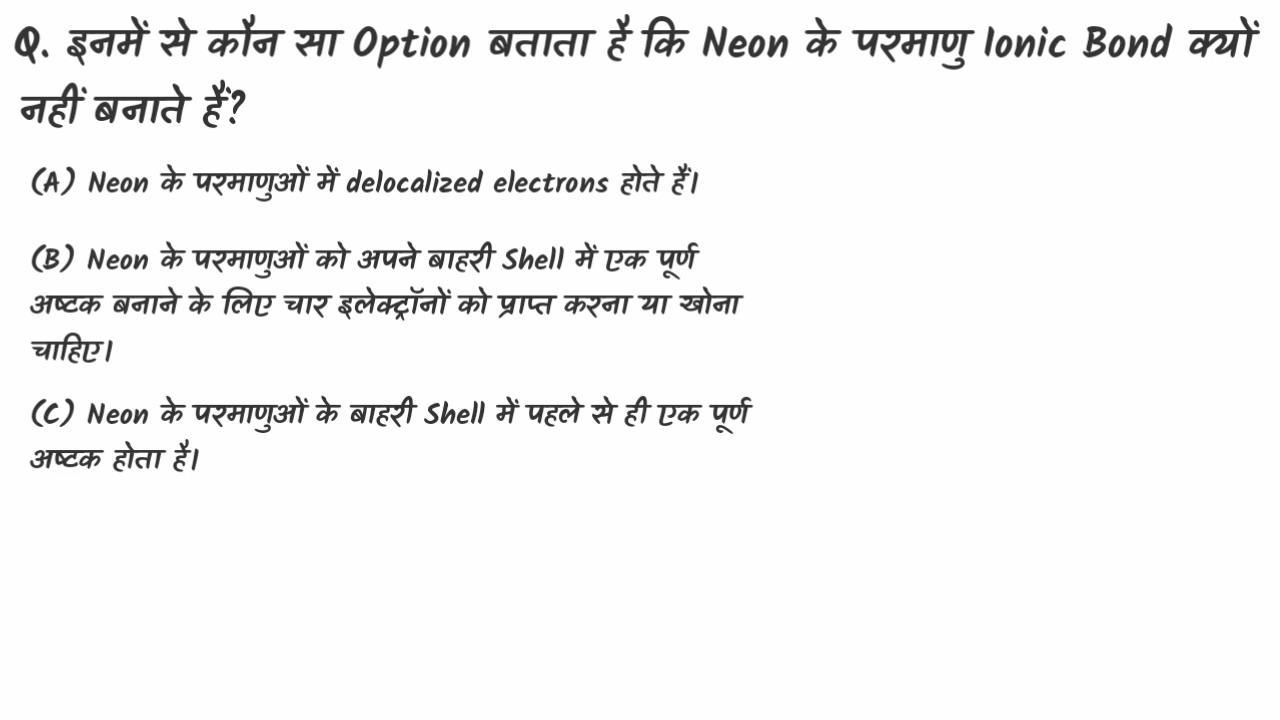 Q. इनमें से कौन सा Option बताता है कि Neon के परमाणु Ionic Bond क्यों
नहीं बनाते हैं?
(A) Neon के परमाणुओं में delocalized electrons होते हैं।
(B) Neon के परमाणुओं को अपने बाहरी Shell में एक पूर्ण
अष्टक बनाने के लिए चार इलेक्ट्रॉनों को प्राप्त करना या खोना
चाहिए।
(C) Neon के परमाणुओं के बाहरी Shell में पहले से ही एक पूर्ण
अष्टक होता है।